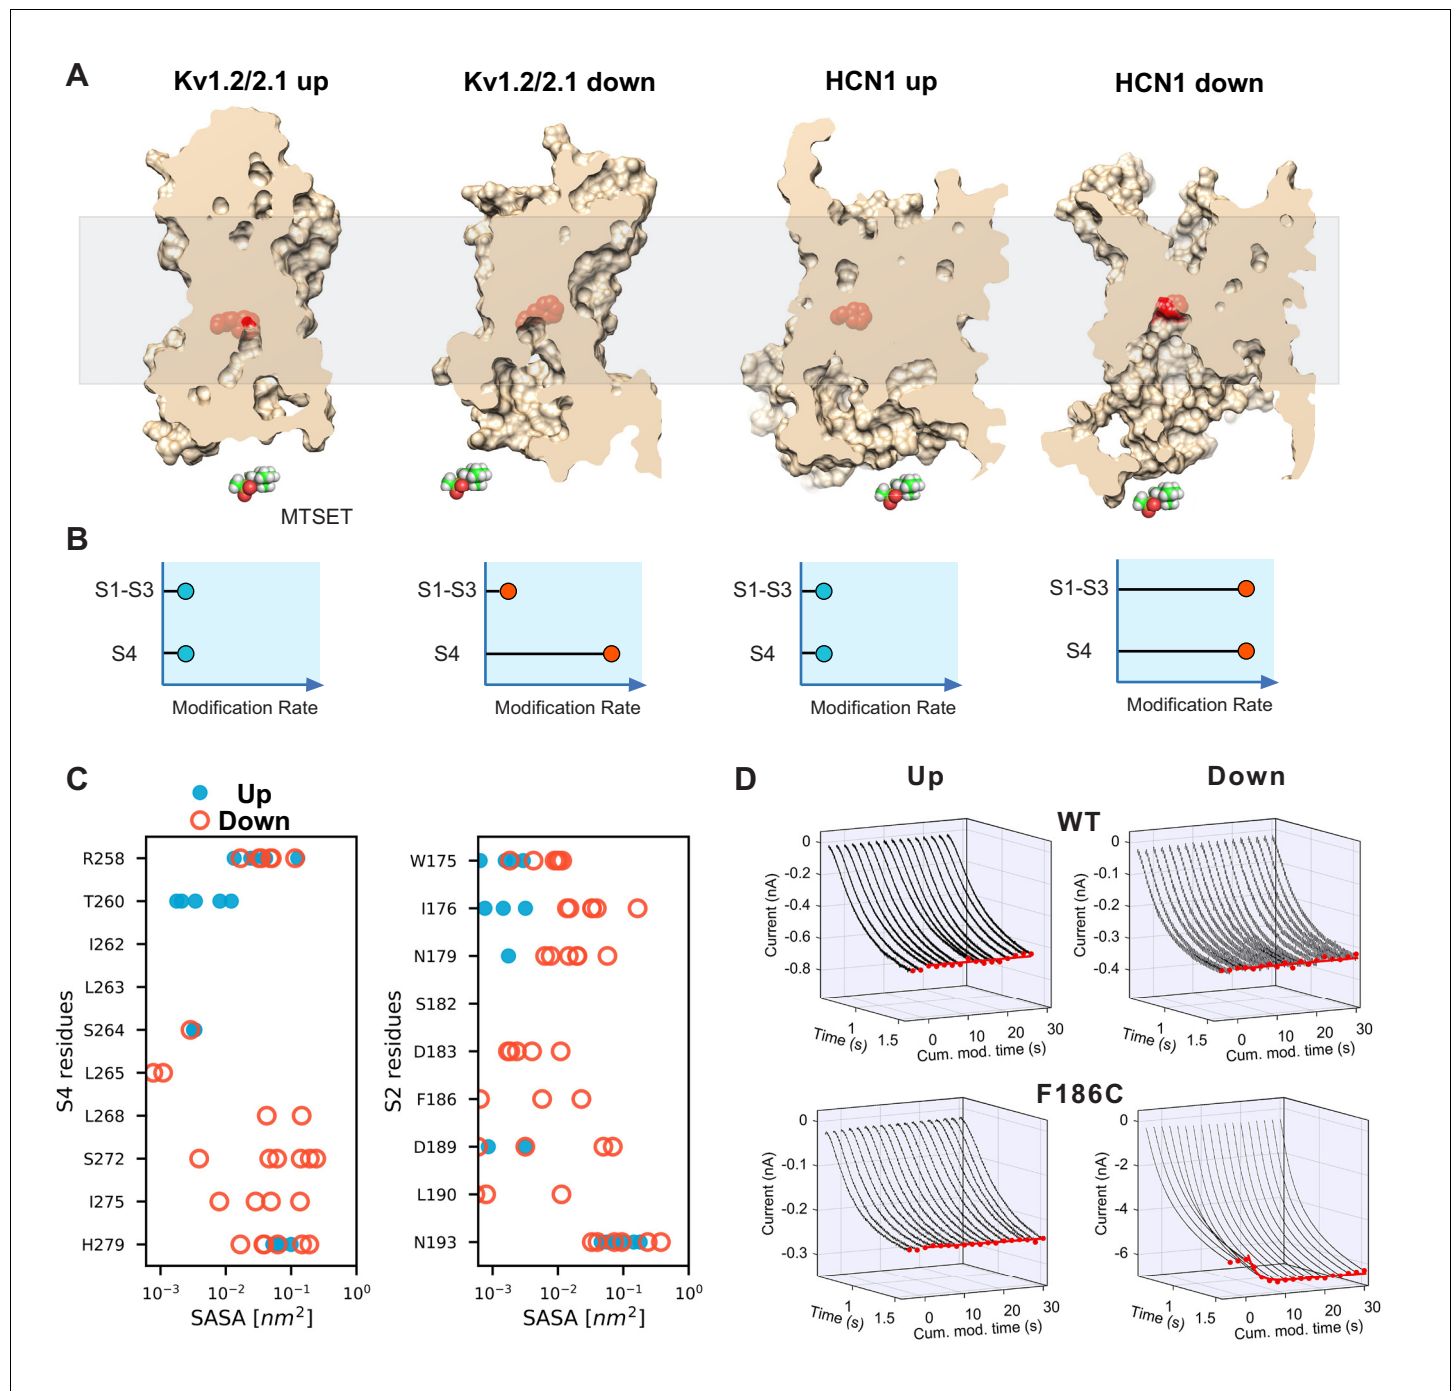 A
Kv1.2/2.1 up
Kv1.2/2.1 down
HCN1 up
HCN1 down
MTSET
B
S1-S3
S4
Modification Rate
S1-S3
S4
Modification Rate
S1-S3
S4
Modification Rate
S1-S3
S4
Modification Rate
C
Up
Down
S4 residues
R258
T260
I262
L263
S264
L265
L268
S272
I275
H279
10⁻³ 10⁻² 10⁻¹ 10⁰
SASA [nm²]
S2 residues
W175
I176
N179
S182
D183
F186
D189
L190
N193
10⁻³ 10⁻² 10⁻¹ 10⁰
SASA [nm²]
D
Up
Down
WT
Current (nA)
0
-0.2
-0.4
-0.6
-0.8
1
1.5
Time (s)
0 10 20 30
Cum. mod. time (s)
Current (nA)
0
-0.1
-0.2
-0.3
-0.4
1
1.5
Time (s)
0 10 20 30
Cum. mod. time (s)
F186C
Current (nA)
0
-0.1
-0.2
-0.3
1
1.5
Time (s)
0 10 20 30
Cum. mod. time (s)
Current (nA)
0
-2
-4
-6
1
1.5
Time (s)
0 10 20 30
Cum. mod. time (s)